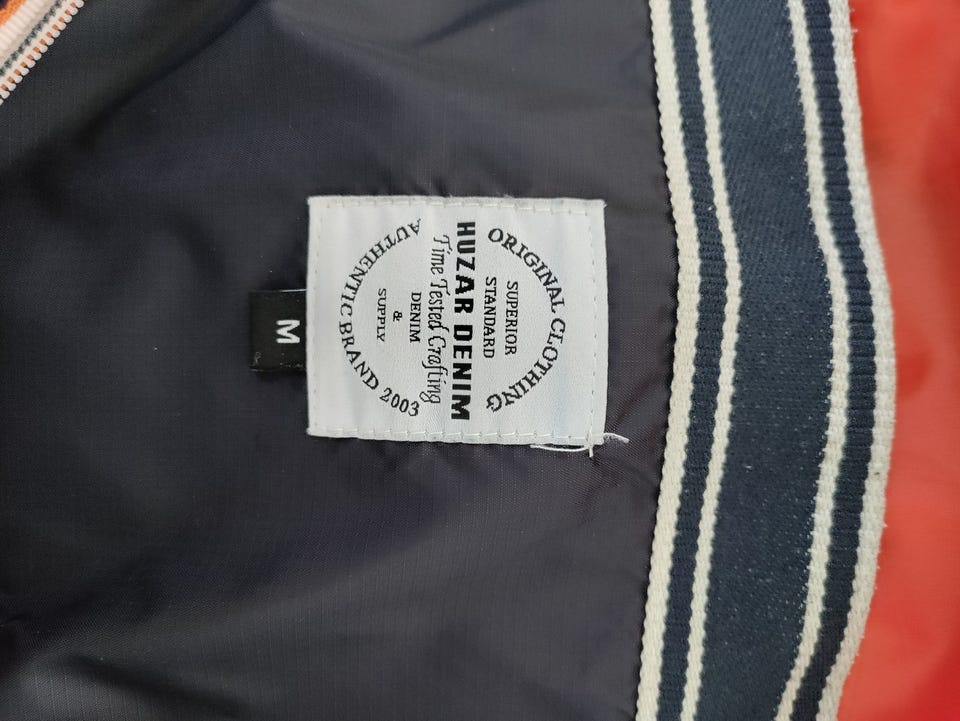 ORIGINAL CLOTHING
SUPERIOR
STANDARD
HUZAR DENIM
Time Tested Crafting
DENIM
&
SUPPLY
AUTHENTIC BRAND 2003
M